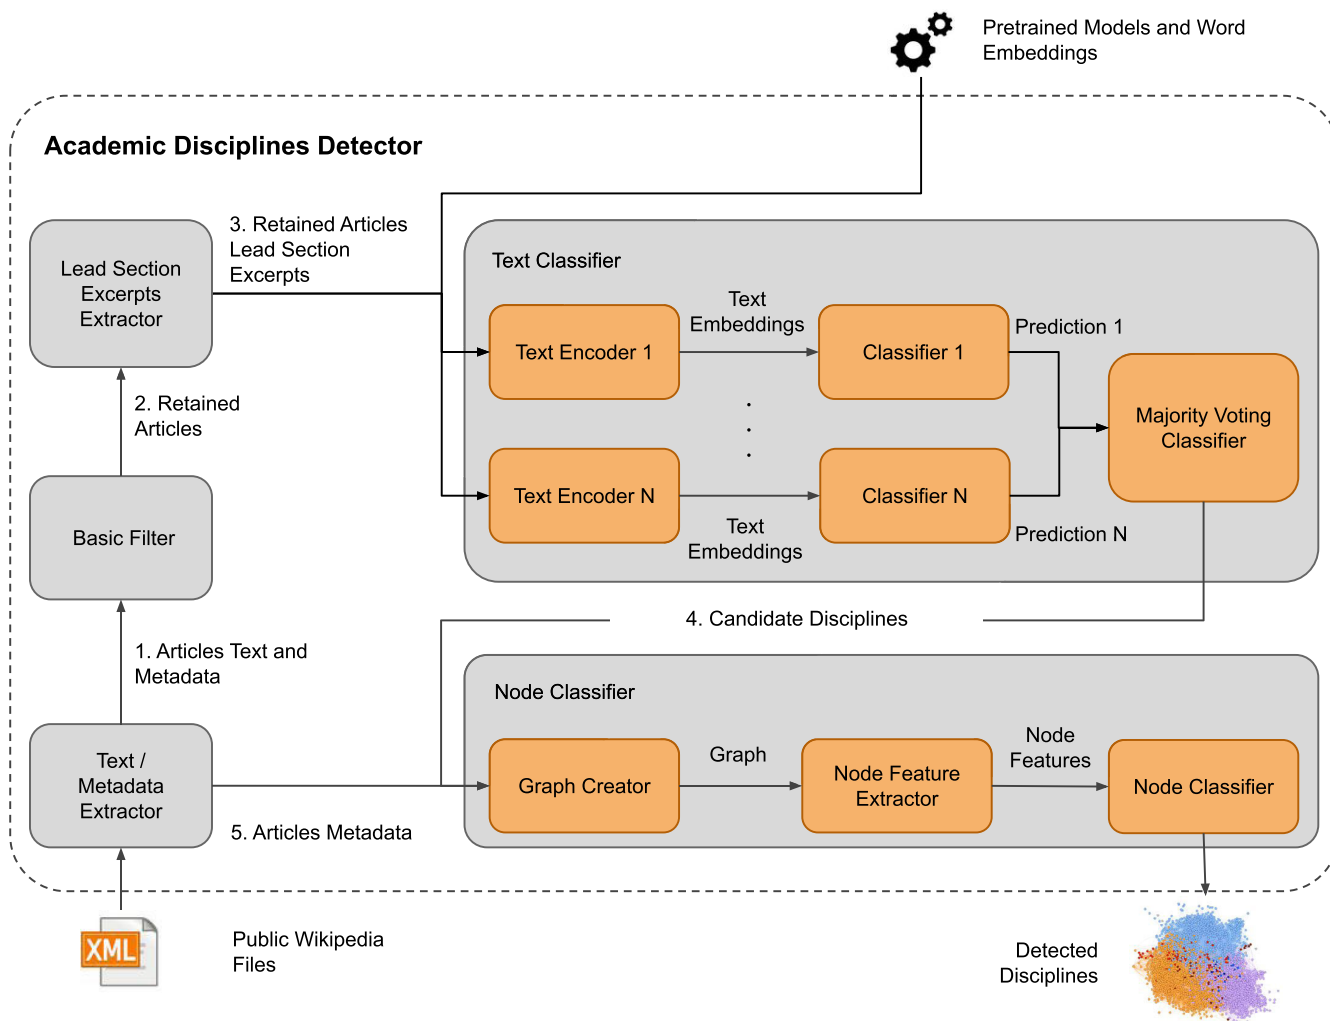 Pretrained Models and Word
Embeddings
Academic Disciplines Detector
3. Retained Articles
Lead Section
Excerpts
Lead Section
Excerpts
Extractor
Text Classifier
Text Encoder 1
Text
Embeddings
Classifier 1
Prediction 1
Majority Voting
Classifier
2. Retained
Articles
.
.
.
Text Encoder N
Text
Embeddings
Classifier N
Prediction N
Basic Filter
4. Candidate Disciplines
1. Articles Text and
Metadata
Node Classifier
Text /
Metadata
Extractor
Graph Creator
Graph
Node Feature
Extractor
Node
Features
Node Classifier
5. Articles Metadata
XML
Public Wikipedia
Files
Detected
Disciplines